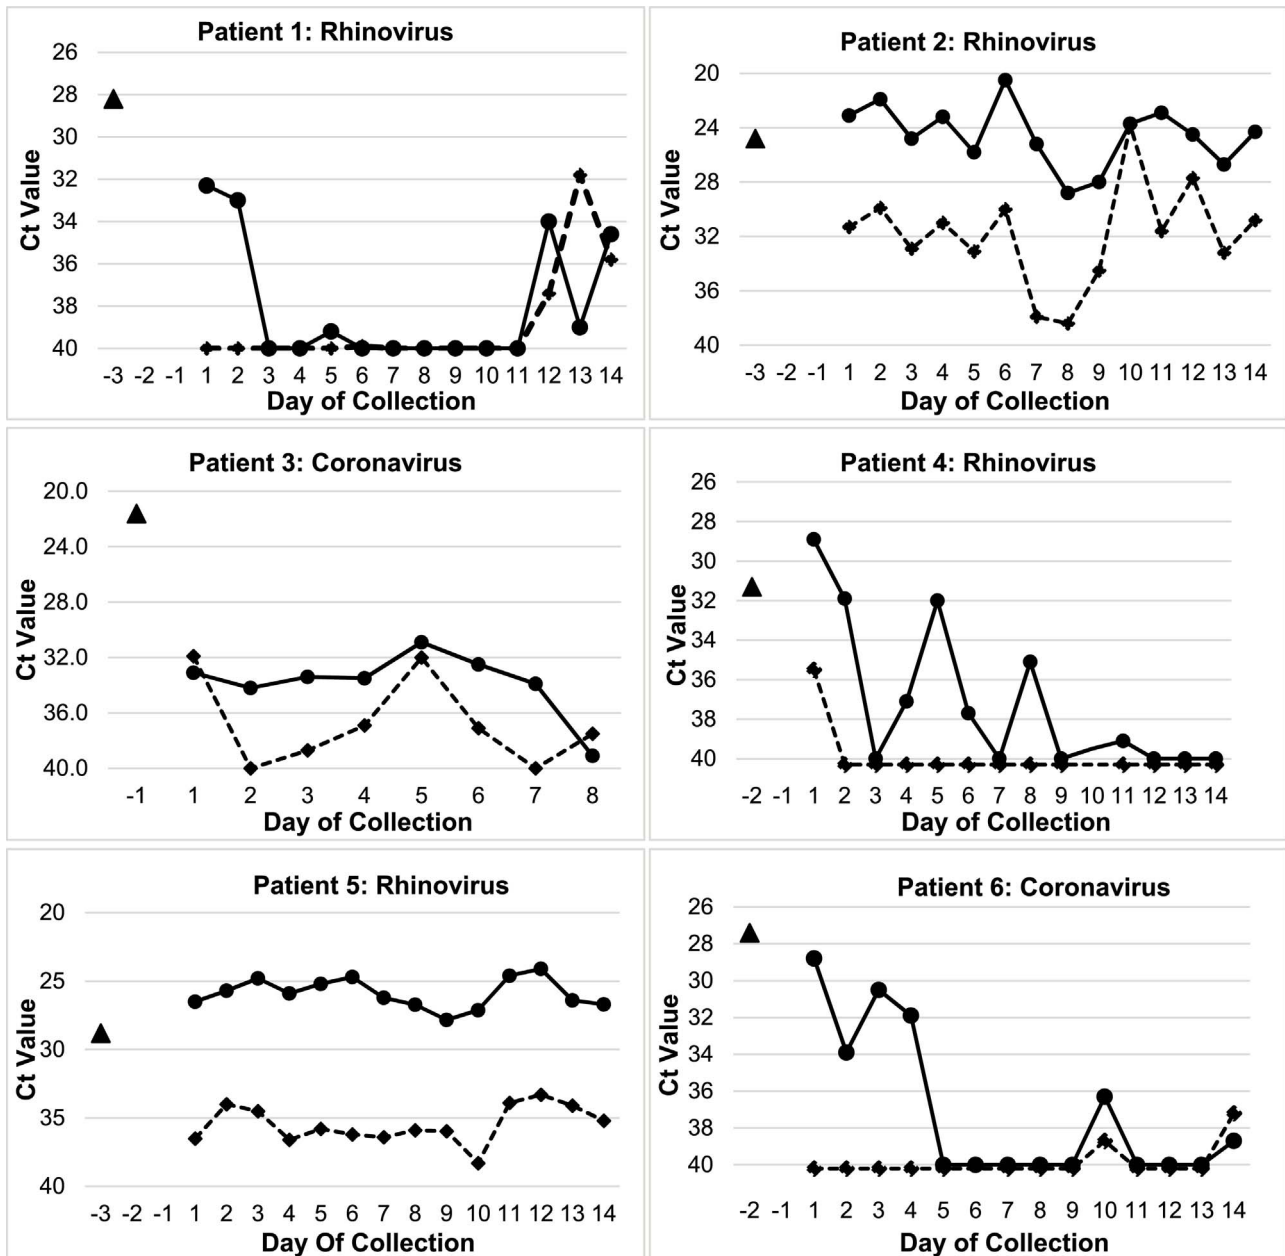 Patient 1: Rhinovirus
26
28
30
32
34
36
38
40
Ct Value
-3 -2 -1 1 2 3 4 5 6 7 8 9 10 11 12 13 14
Day of Collection
Patient 2: Rhinovirus
20
24
28
32
36
40
Ct Value
-3 -2 -1 1 2 3 4 5 6 7 8 9 10 11 12 13 14
Day of Collection
Patient 3: Coronavirus
20.0
24.0
28.0
32.0
36.0
40.0
Ct Value
-1 1 2 3 4 5 6 7 8
Day of Collection
Patient 4: Rhinovirus
26
28
30
32
34
36
38
40
Ct Value
-2 -1 1 2 3 4 5 6 7 8 9 10 11 12 13 14
Day of Collection
Patient 5: Rhinovirus
20
25
30
35
40
Ct Value
-3 -2 -1 1 2 3 4 5 6 7 8 9 10 11 12 13 14
Day Of Collection
Patient 6: Coronavirus
26
28
30
32
34
36
38
40
Ct Value
-2 -1 1 2 3 4 5 6 7 8 9 10 11 12 13 14
Day of Collection